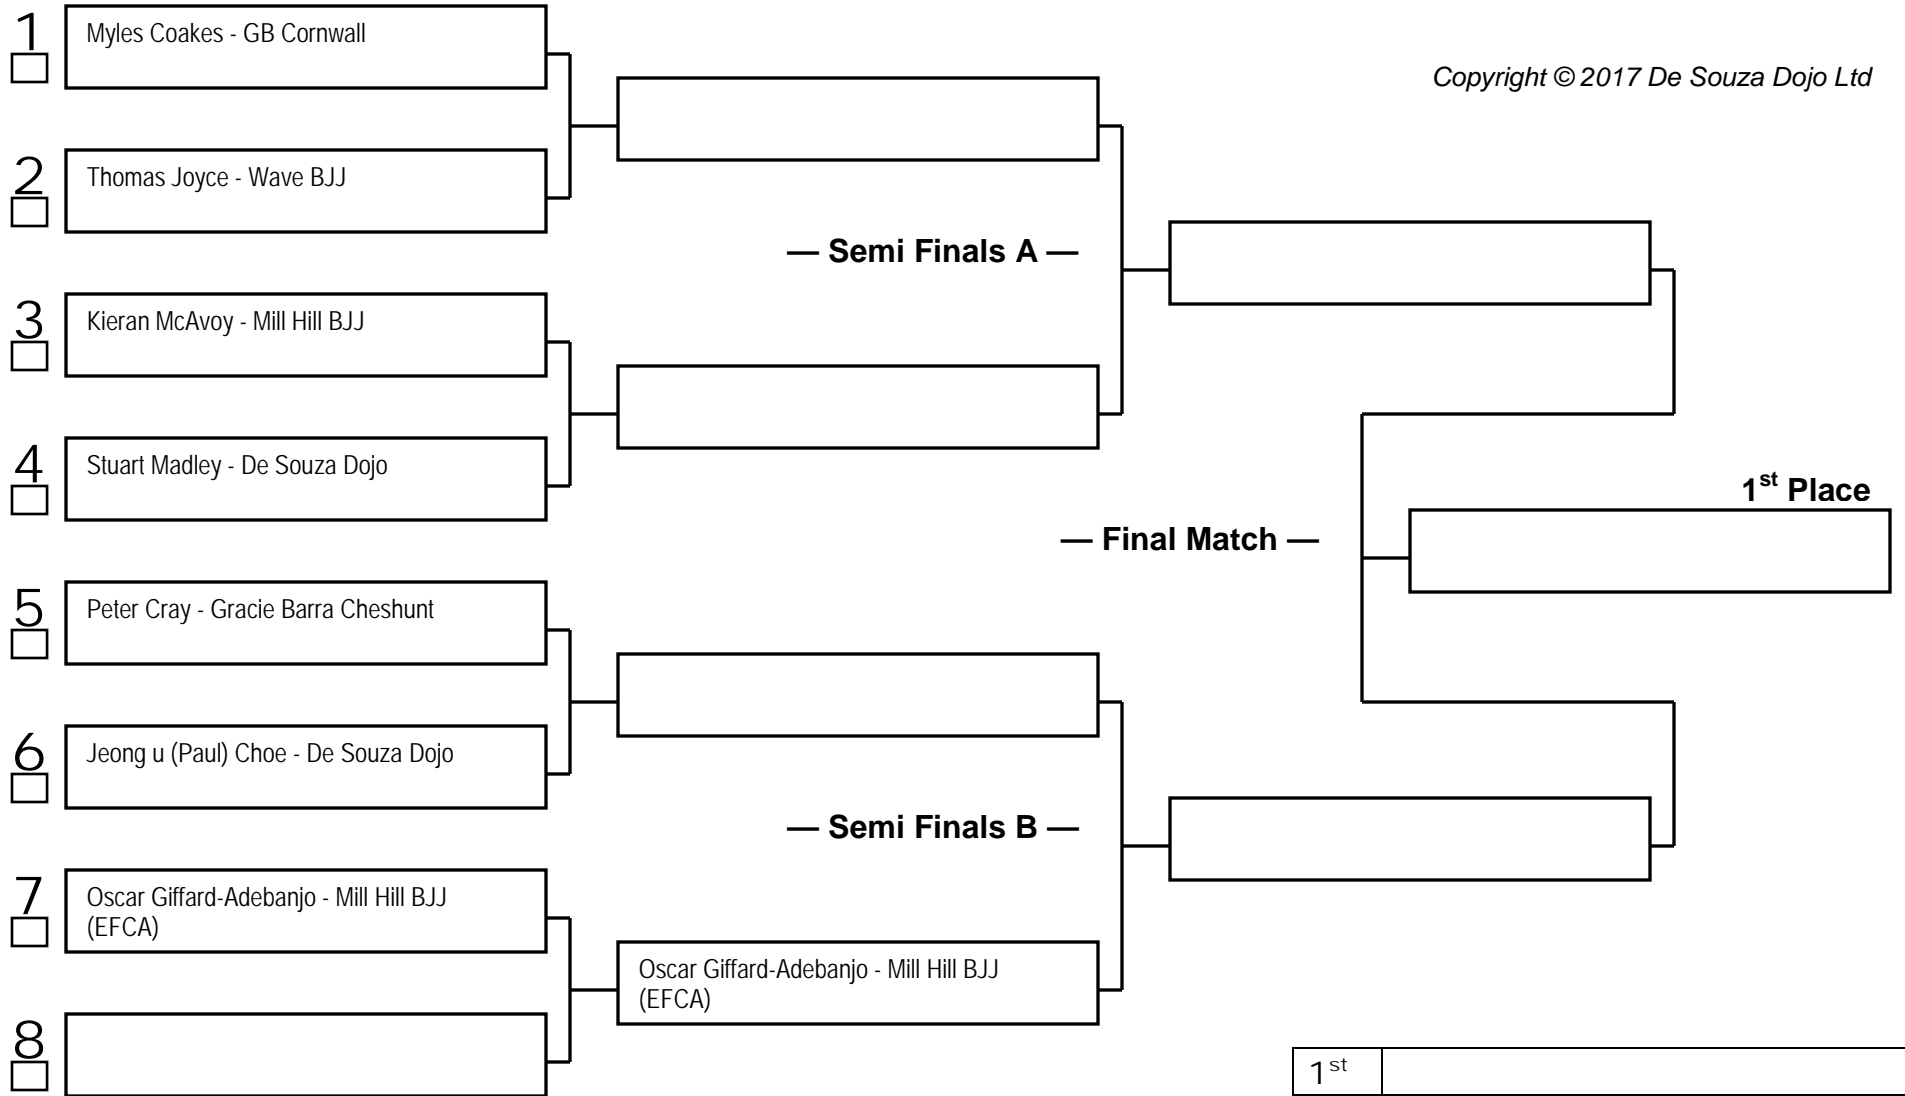 1
Myles Coakes - GB Cornwall
Copyright © 2017 De Souza Dojo Ltd
2
Thomas Joyce - Wave BJJ
— Semi Finals A —
3
Kieran McAvoy - Mill Hill BJJ
4
Stuart Madley - De Souza Dojo
1st Place
— Final Match —
5
Peter Cray - Gracie Barra Cheshunt
6
Jeong u (Paul) Choe - De Souza Dojo
— Semi Finals B —
7
Oscar Giffard-Adebanjo - Mill Hill BJJ
(EFCA)
Oscar Giffard-Adebanjo - Mill Hill BJJ
(EFCA)
8
1st